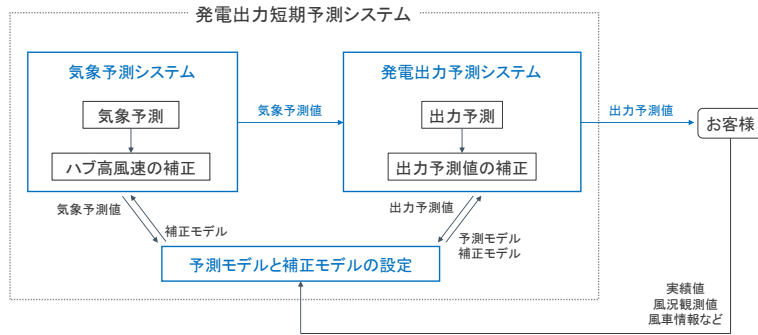 発電出力短期予測システム
気象予測システム
気象予測
ハブ高風速の補正
気象予測値
発電出力予測システム
出力予測
出力予測値の補正
出力予測値
お客様
気象予測値
補正モデル
出力予測値
予測モデル
補正モデル
予測モデルと補正モデルの設定
実績値
風況観測値
風車情報など